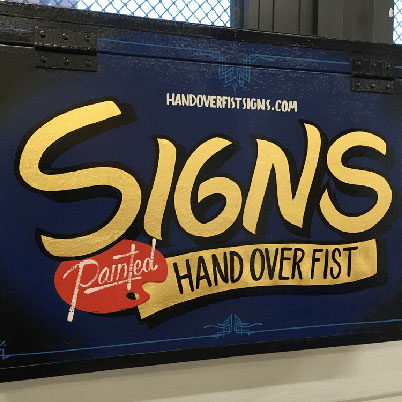 HANDOVERFISTSIGNS.COM
SIGNS
Painted
HAND OVER FIST